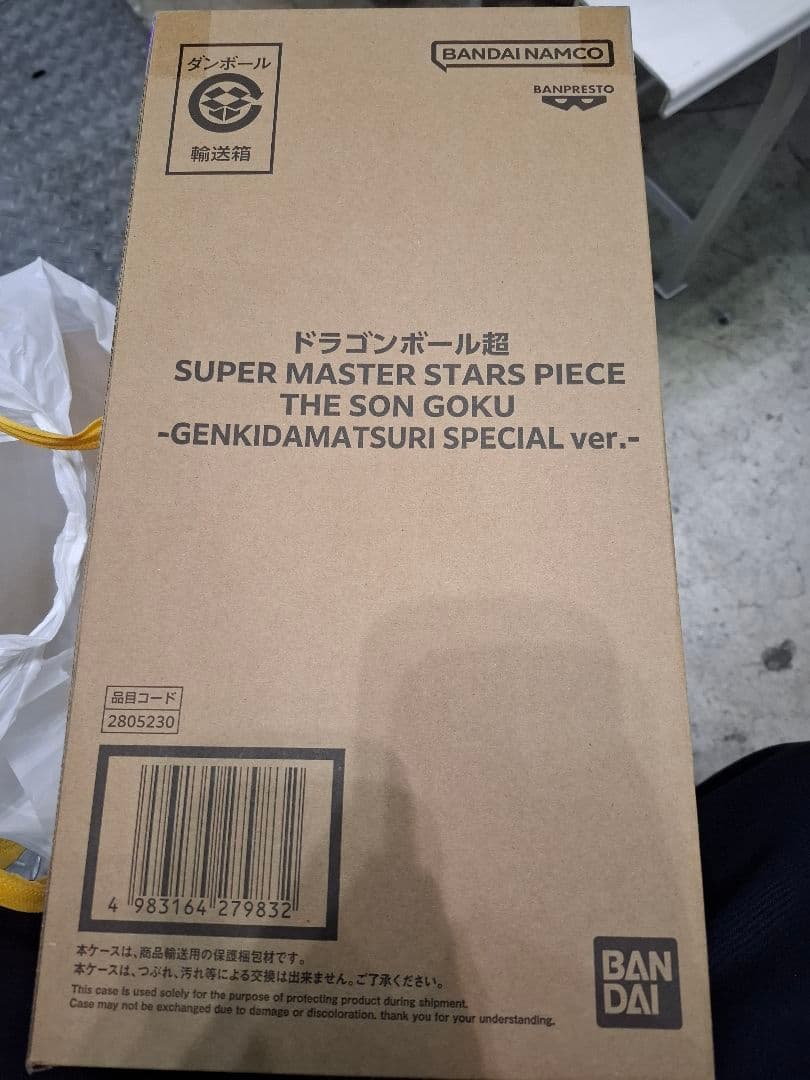 ダンボール
輸送箱
BANDAI NAMCO
BANPRESTO
ドラゴンボール超
SUPER MASTER STARS PIECE
THE SON GOKU
-GENKIDAMATSURI SPECIAL ver.-
品目コード
2805230
4 983164 279832
本ケースは、商品輸送用の保護梱包材です。
本ケースは、つぶれ、汚れ等による交換は出来ません。ご了承ください。
This case is used solely for the purpose of protecting product during shipment.
Case may not be exchanged due to damage or discoloration. thank you for your understanding.
BAN
DAI